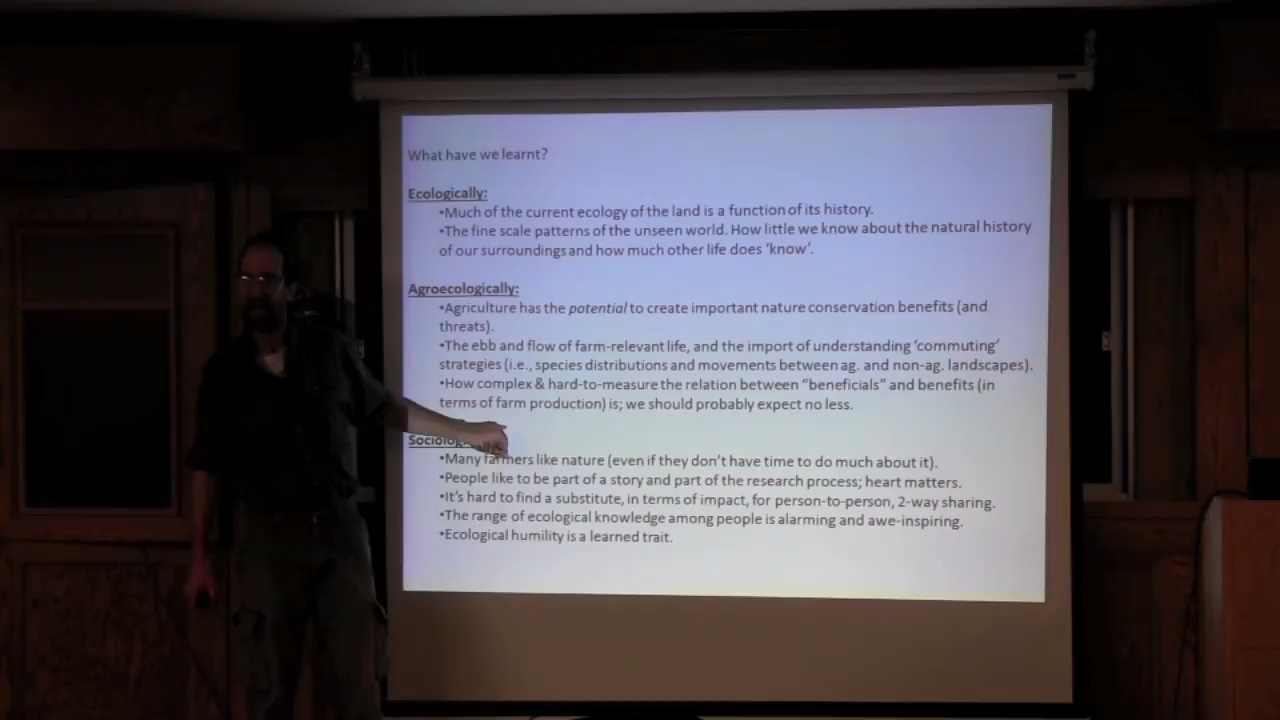 What have we learnt?
Ecologically:
•Much of the current ecology of the land is a function of its history.
•The fine scale patterns of the unseen world. How little we know about the natural history
of our surroundings and how much other life does ‘know’.
Agroecologically:
•Agriculture has the potential to create important nature conservation benefits (and
threats).
•The ebb and flow of farm-relevant life, and the import of understanding ‘commuting’
strategies (i.e., species distributions and movements between ag. and non-ag. landscapes).
•How complex & hard-to-measure the relation between “beneficials” and benefits (in
terms of farm production) is; we should probably expect no less.
•Many farmers like nature (even if they don’t have time to do much about it).
•People like to be part of a story and part of the research process; heart matters.
•It’s hard to find a substitute, in terms of impact, for person-to-person, 2-way sharing.
•The range of ecological knowledge among people is alarming and awe-inspiring.
•Ecological humility is a learned trait.